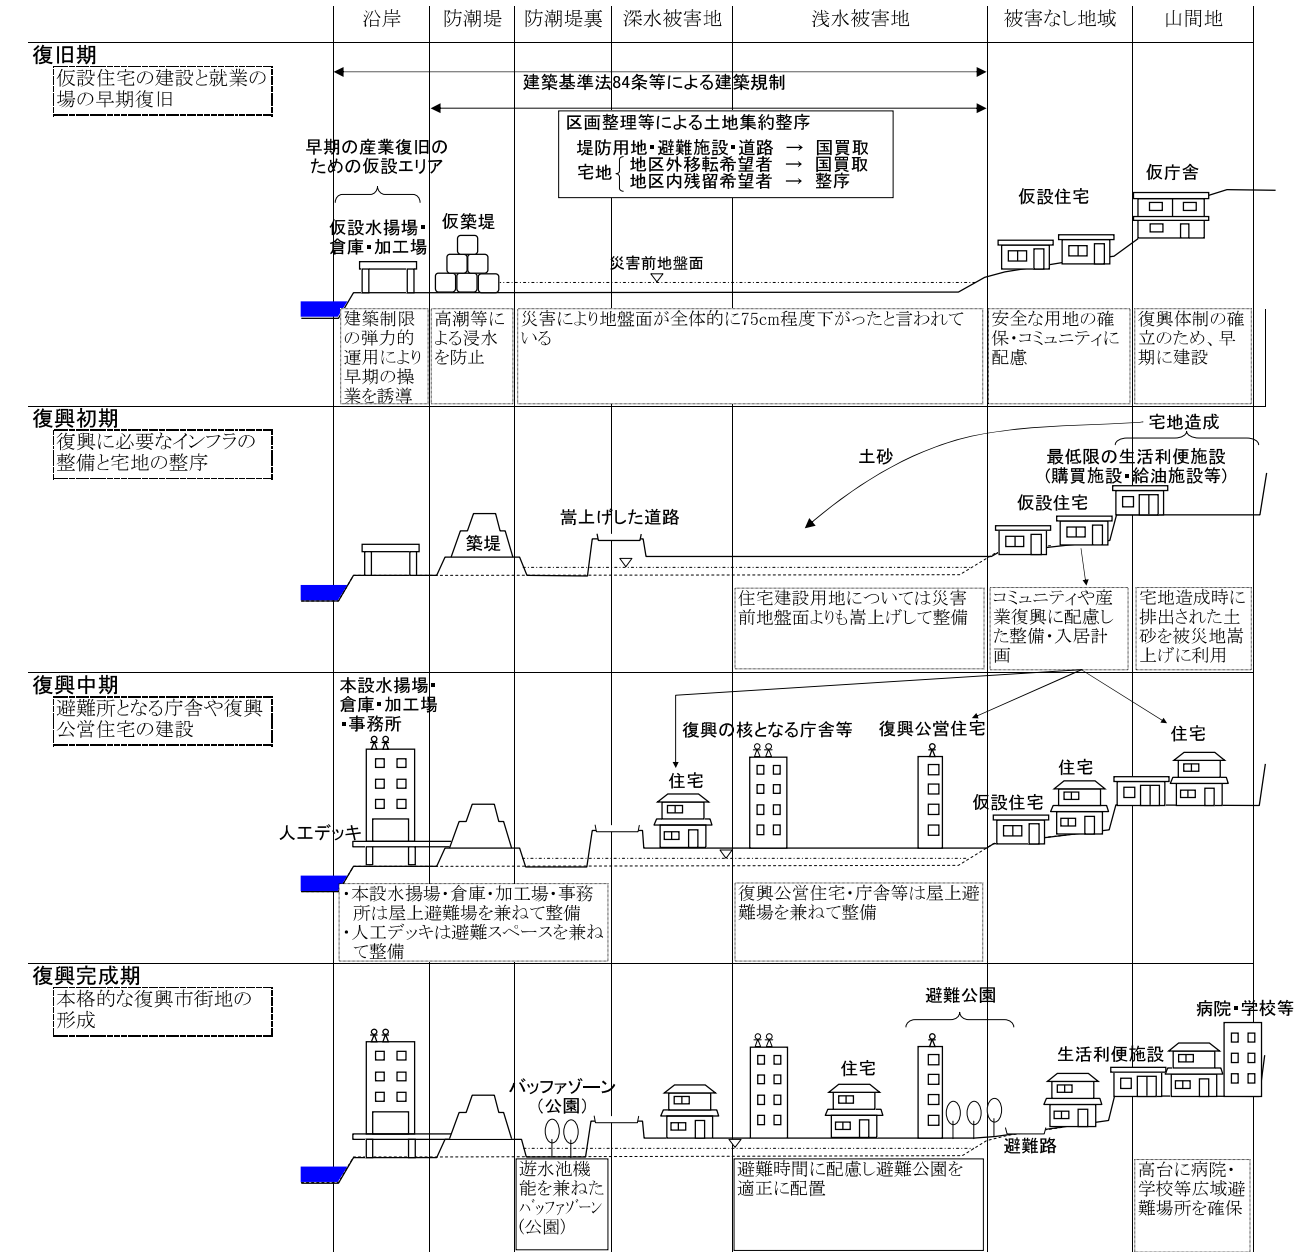 沿岸
防潮堤
防潮堤裏
深水被害地
浅水被害地
被害なし地域
山間地
復旧期
仮設住宅の建設と就業の
場の早期復旧
建築基準法84条等による建築規制
区画整理等による土地集約整序
堤防用地・避難施設・道路 → 国買取
宅地
地区外移転希望者 → 国買取
地区内残留希望者 → 整序
早期の産業復旧の
ための仮設エリア
仮設水揚場・
倉庫・加工場
仮築堤
災害前地盤面
仮設住宅
仮庁舎
建築制限
の弾力的
運用により
早期の操
業を誘導
高潮等に
よる浸水
を防止
災害により地盤面が全体的に75cm程度下がったと言われて
いる
安全な用地の確
保・コミュニティに
配慮
復興体制の確
立のため、早
期に建設
復興初期
復興に必要なインフラの
整備と宅地の整序
宅地造成
土砂
最低限の生活利便施設
(購買施設・給油施設等)
仮設住宅
嵩上げした道路
築堤
住宅建設用地については災害
前地盤面よりも嵩上げして整備
コミュニティや産
業復興に配慮し
た整備・入居計
画
宅地造成時に
排出された土
砂を被災地嵩
上げに利用
復興中期
避難所となる庁舎や復興
公営住宅の建設
本設水揚場・
倉庫・加工場
・事務所
復興の核となる庁舎等
復興公営住宅
住宅
住宅
住宅
仮設住宅
人工デッキ
・本設水揚場・倉庫・加工場・事務
所は屋上避難場を兼ねて整備
・人工デッキは避難スペースを兼ね
て整備
復興公営住宅・庁舎等は屋上避
難場を兼ねて整備
復興完成期
本格的な復興市街地の
形成
避難公園
病院・学校等
生活利便施設
住宅
バッファゾーン
(公園)
避難路
遊水池機
能を兼ねた
バッファゾーン
(公園)
避難時間に配慮し避難公園を
適正に配置
高台に病院・
学校等広域避
難場所を確保